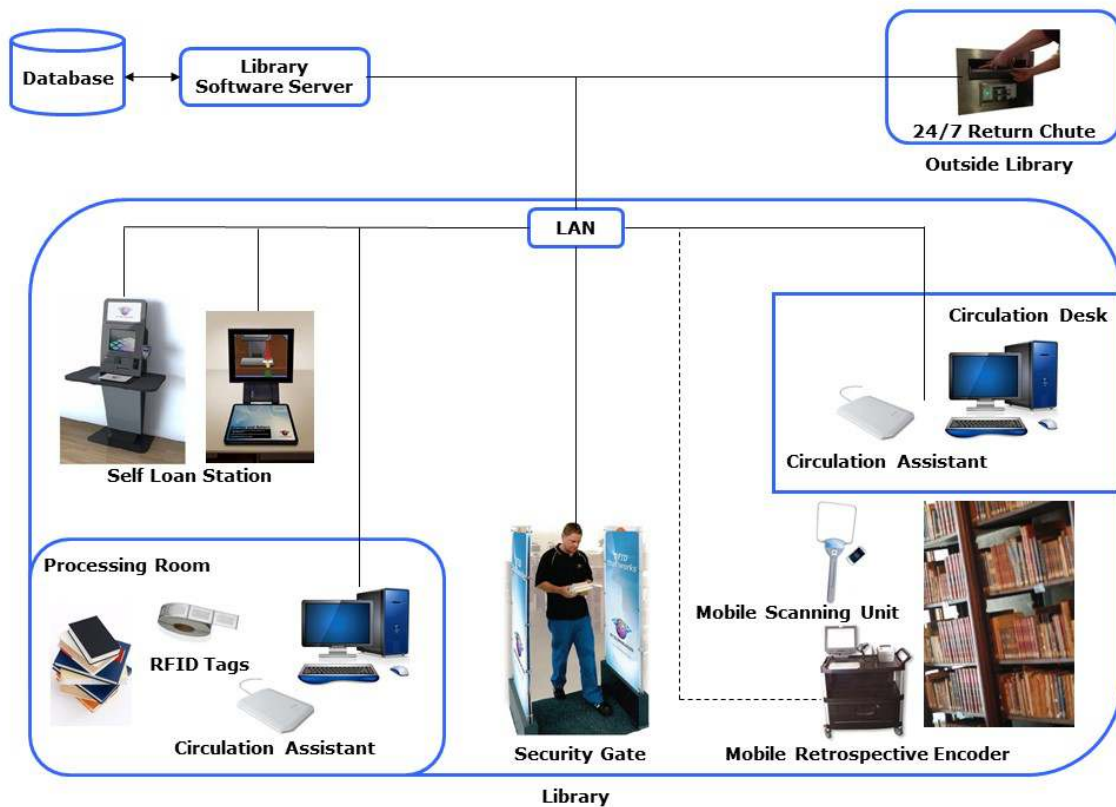 Database
Library
Software Server
24/7 Return Chute
Outside Library
LAN
Self Loan Station
Circulation Desk
Circulation Assistant
Processing Room
RFID Tags
Circulation Assistant
Security Gate
Mobile Scanning Unit
Mobile Retrospective Encoder
Library